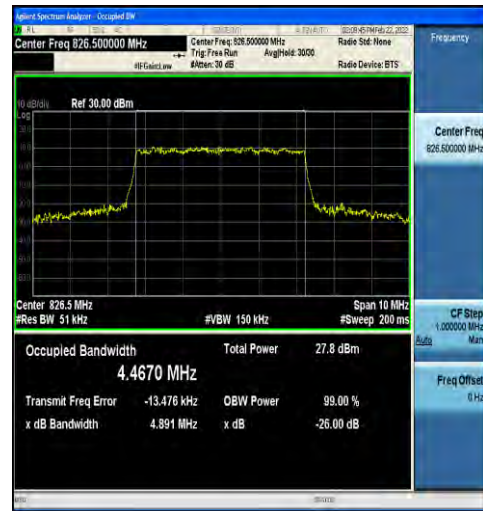 Agilent Spectrum Analyzer - Occupied BW
RL
Center Freq 826.500000 MHz
Center Freq: 826.500000 MHz
Radio Std: None
Trig: Free Run
Avg|Hold: 30/30
#IFGain:Low
#Atten: 30 dB
Radio Device: BTS
Frequency
10 dB/div
Ref 30.00 dBm
Log
Center Freq
826.500000 MHz
Center 826.5 MHz
Span 10 MHz
#Res BW 51 kHz
#VBW 150 kHz
#Sweep 200 ms
CF Step
1.000000 MHz
Auto
Man
Occupied Bandwidth
Total Power
27.8 dBm
4.4670 MHz
Freq Offset
0 Hz
Transmit Freq Error
-13.476 kHz
OBW Power
99.00 %
x dB Bandwidth
4.891 MHz
x dB
-26.00 dB